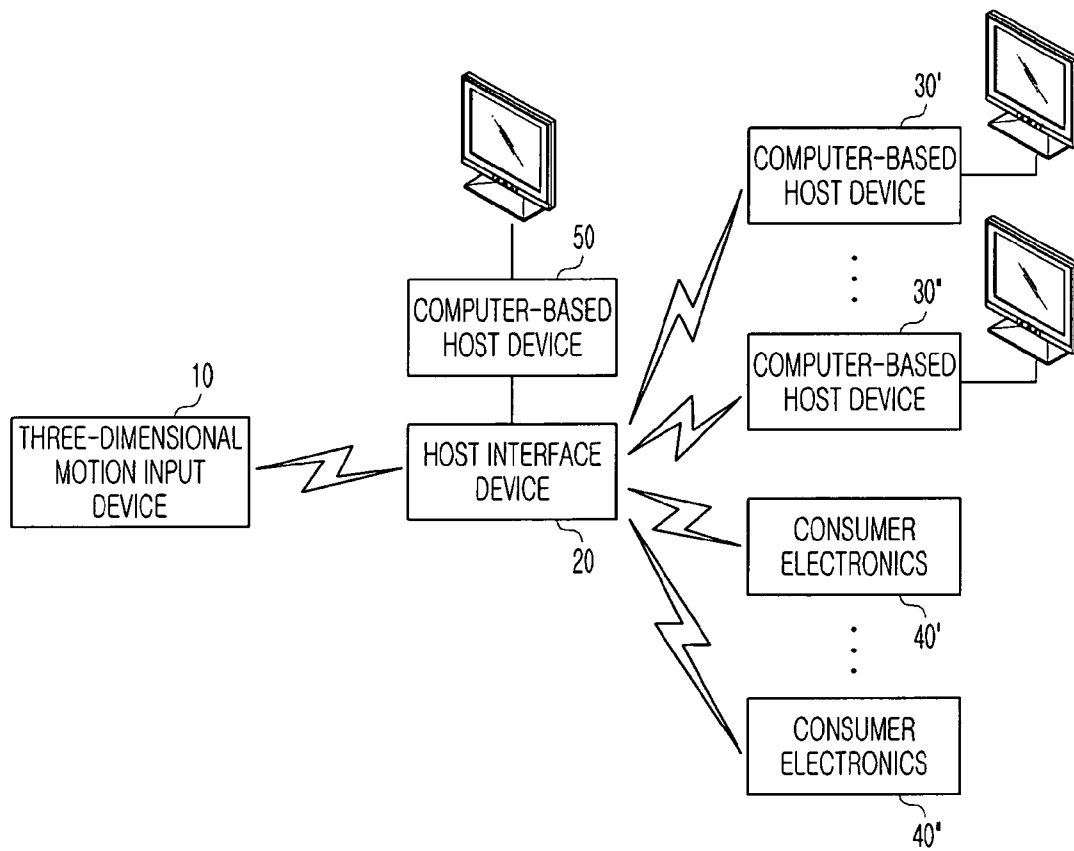 30'
COMPUTER-BASED
HOST DEVICE
50
COMPUTER-BASED
HOST DEVICE
30"
COMPUTER-BASED
HOST DEVICE
10
THREE-DIMENSIONAL
MOTION INPUT
DEVICE
HOST INTERFACE
DEVICE
20
CONSUMER
ELECTRONICS
40'
CONSUMER
ELECTRONICS
40"